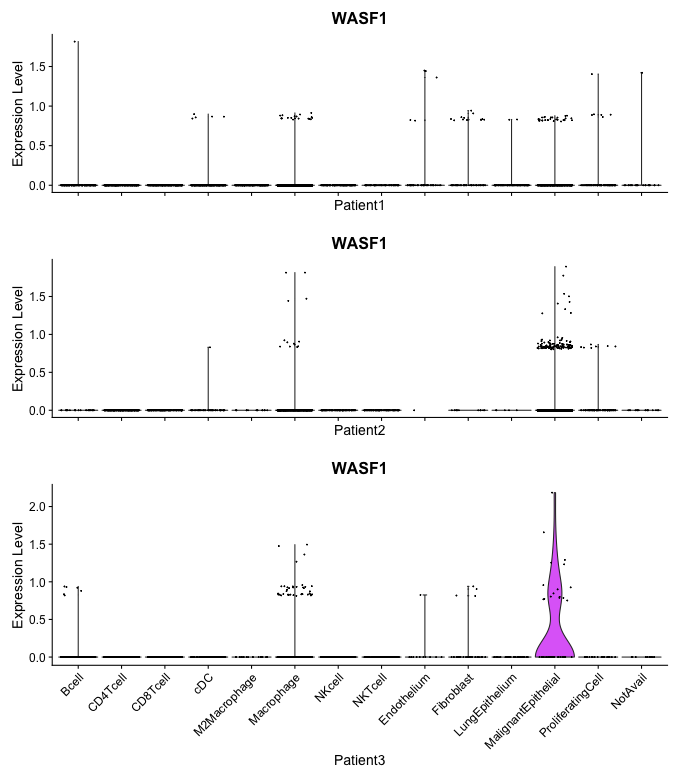 WASF1
Expression Level
1.5
1.0
0.5
0.0
Patient1
WASF1
Expression Level
1.5
1.0
0.5
0.0
Patient2
WASF1
Expression Level
2.0
1.5
1.0
0.5
0.0
Bcell
CD4Tcell
CD8Tcell
cDC
M2Macrophage
Macrophage
NKcell
NKTcell
Endothelium
Fibroblast
LungEpithelium
MalignantEpithelial
ProliferatingCell
NotAvail
Patient3